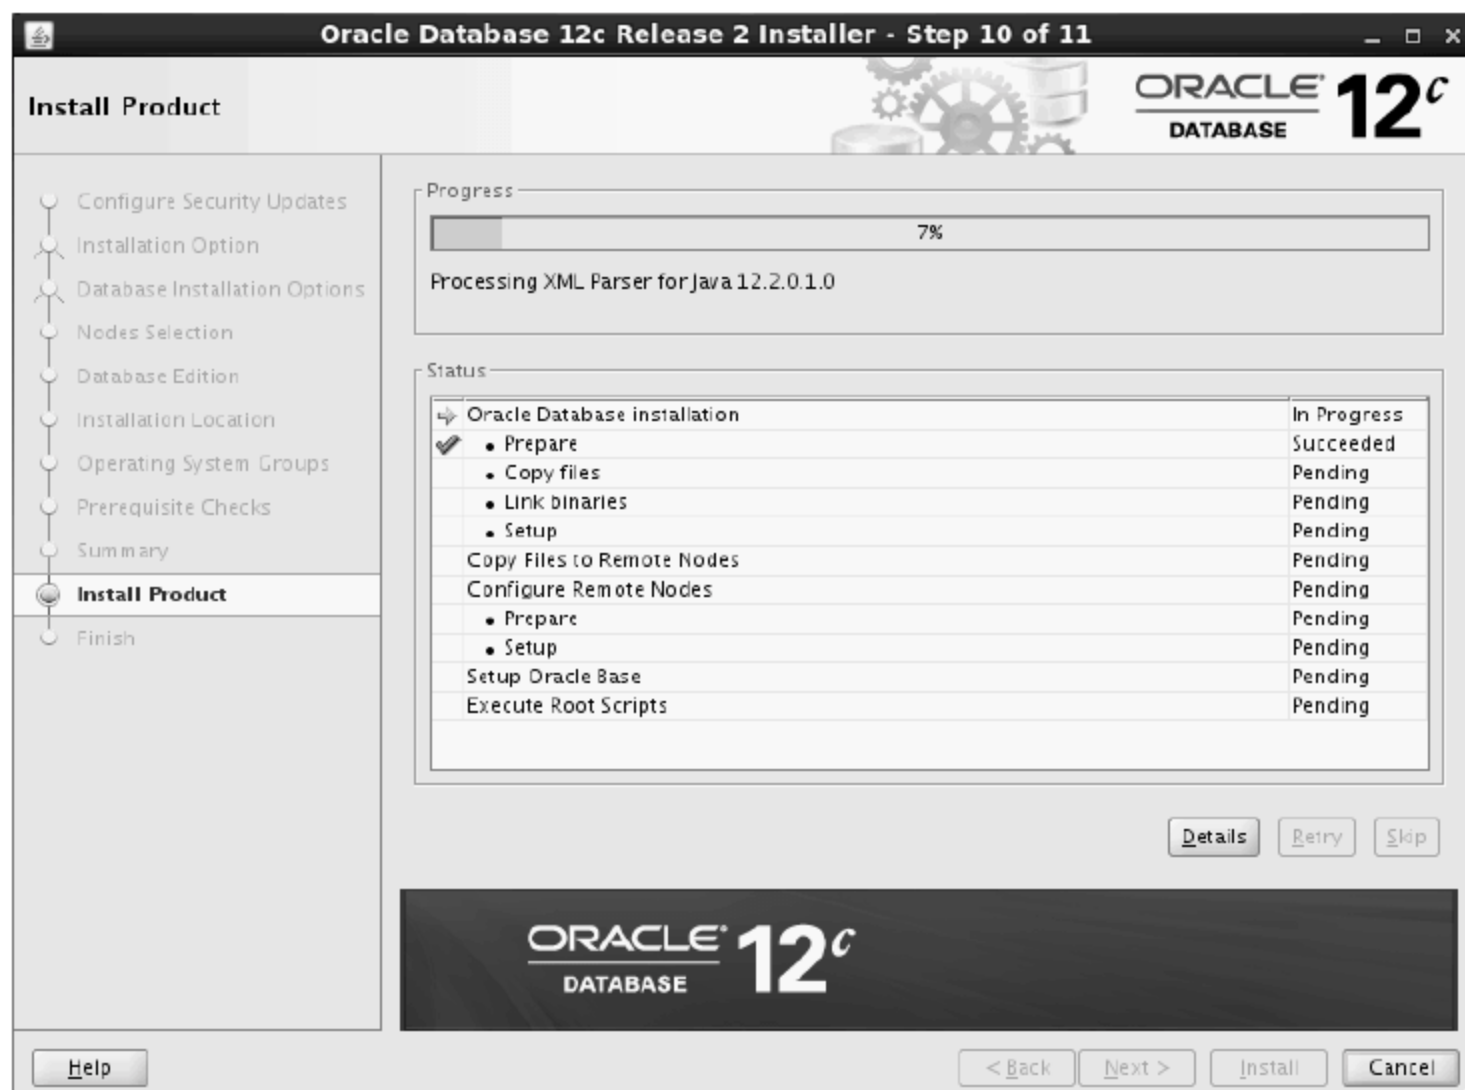 Oracle Database 12c Release 2 Installer - Step 10 of 11
Install Product
ORACLE DATABASE 12c
Configure Security Updates
Installation Option
Database Installation Options
Nodes Selection
Database Edition
Installation Location
Operating System Groups
Prerequisite Checks
Summary
Install Product
Finish
Progress
7%
Processing XML Parser for Java 12.2.0.1.0
Status
Oracle Database installation In Progress
• Prepare Succeeded
• Copy files Pending
• Link binaries Pending
• Setup Pending
Copy Files to Remote Nodes Pending
Configure Remote Nodes Pending
• Prepare Pending
• Setup Pending
Setup Oracle Base Pending
Execute Root Scripts Pending
Details Retry Skip
ORACLE DATABASE 12c
Help < Back Next > Install Cancel